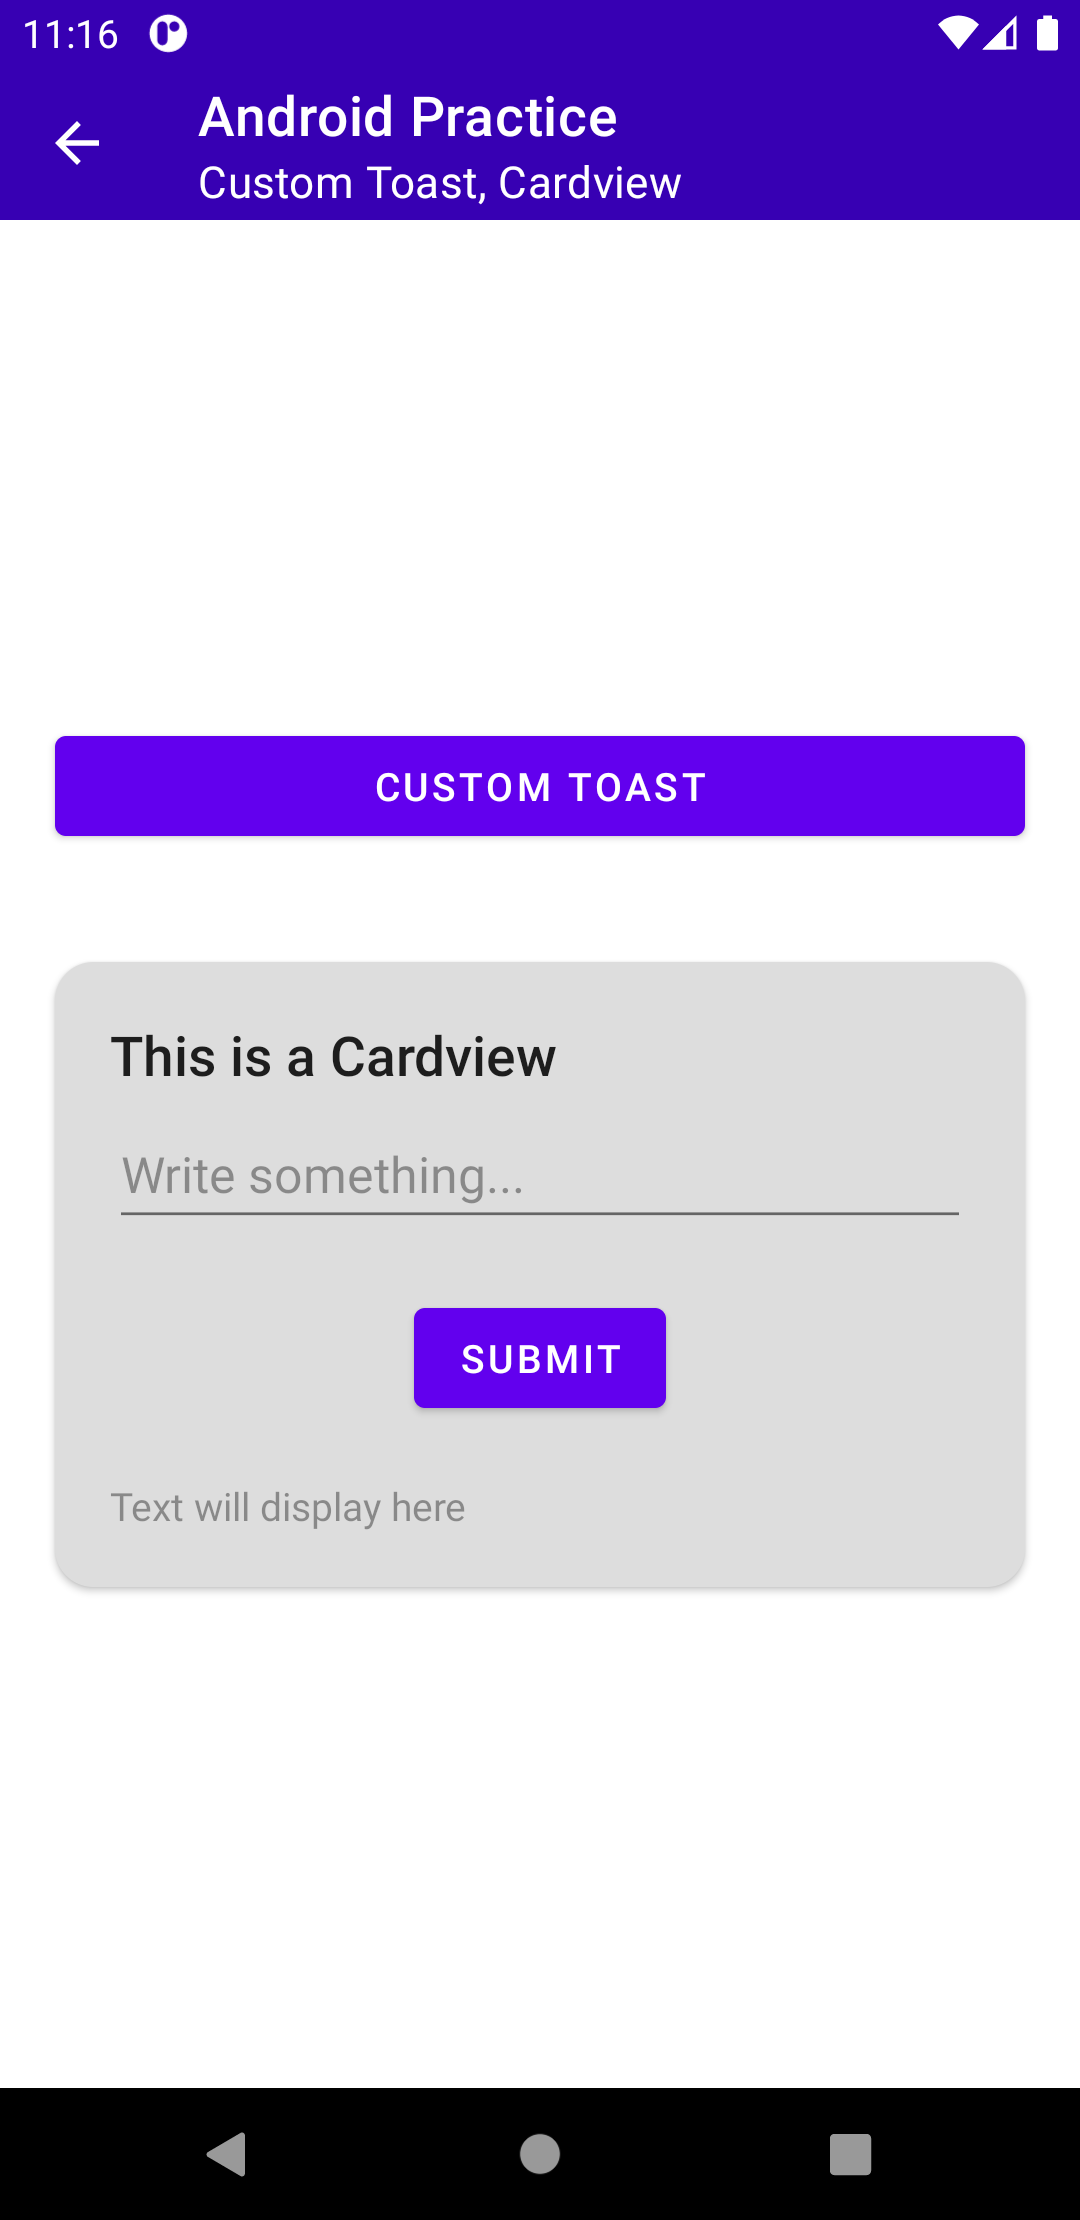 11:16
Android Practice
Custom Toast, Cardview
CUSTOM TOAST
This is a Cardview
Write something...
SUBMIT
Text will display here